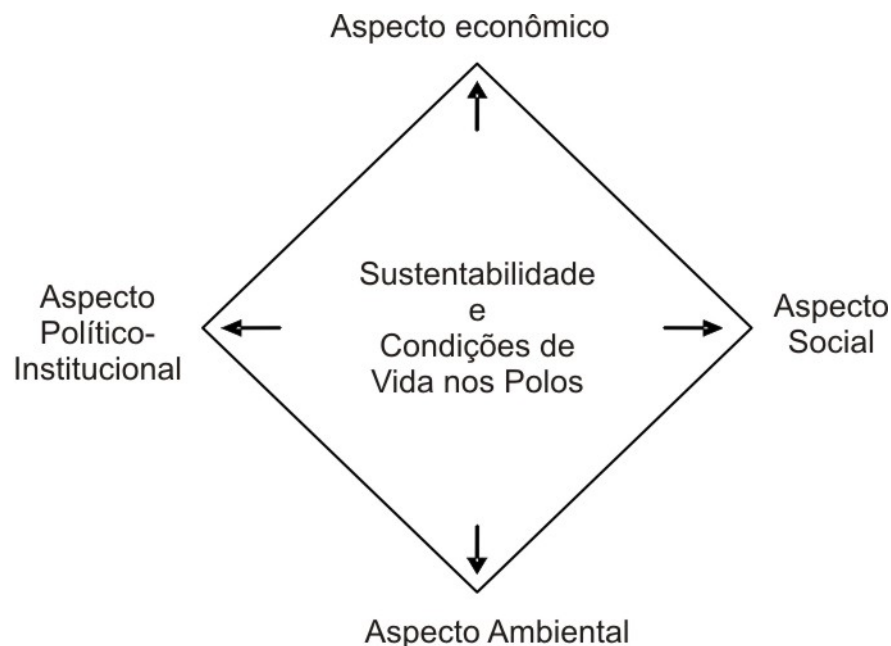 Aspecto econômico
Sustentabilidade
e
Condições de
Vida nos Polos
Aspecto
Político-
Institucional
Aspecto
Social
Aspecto Ambiental